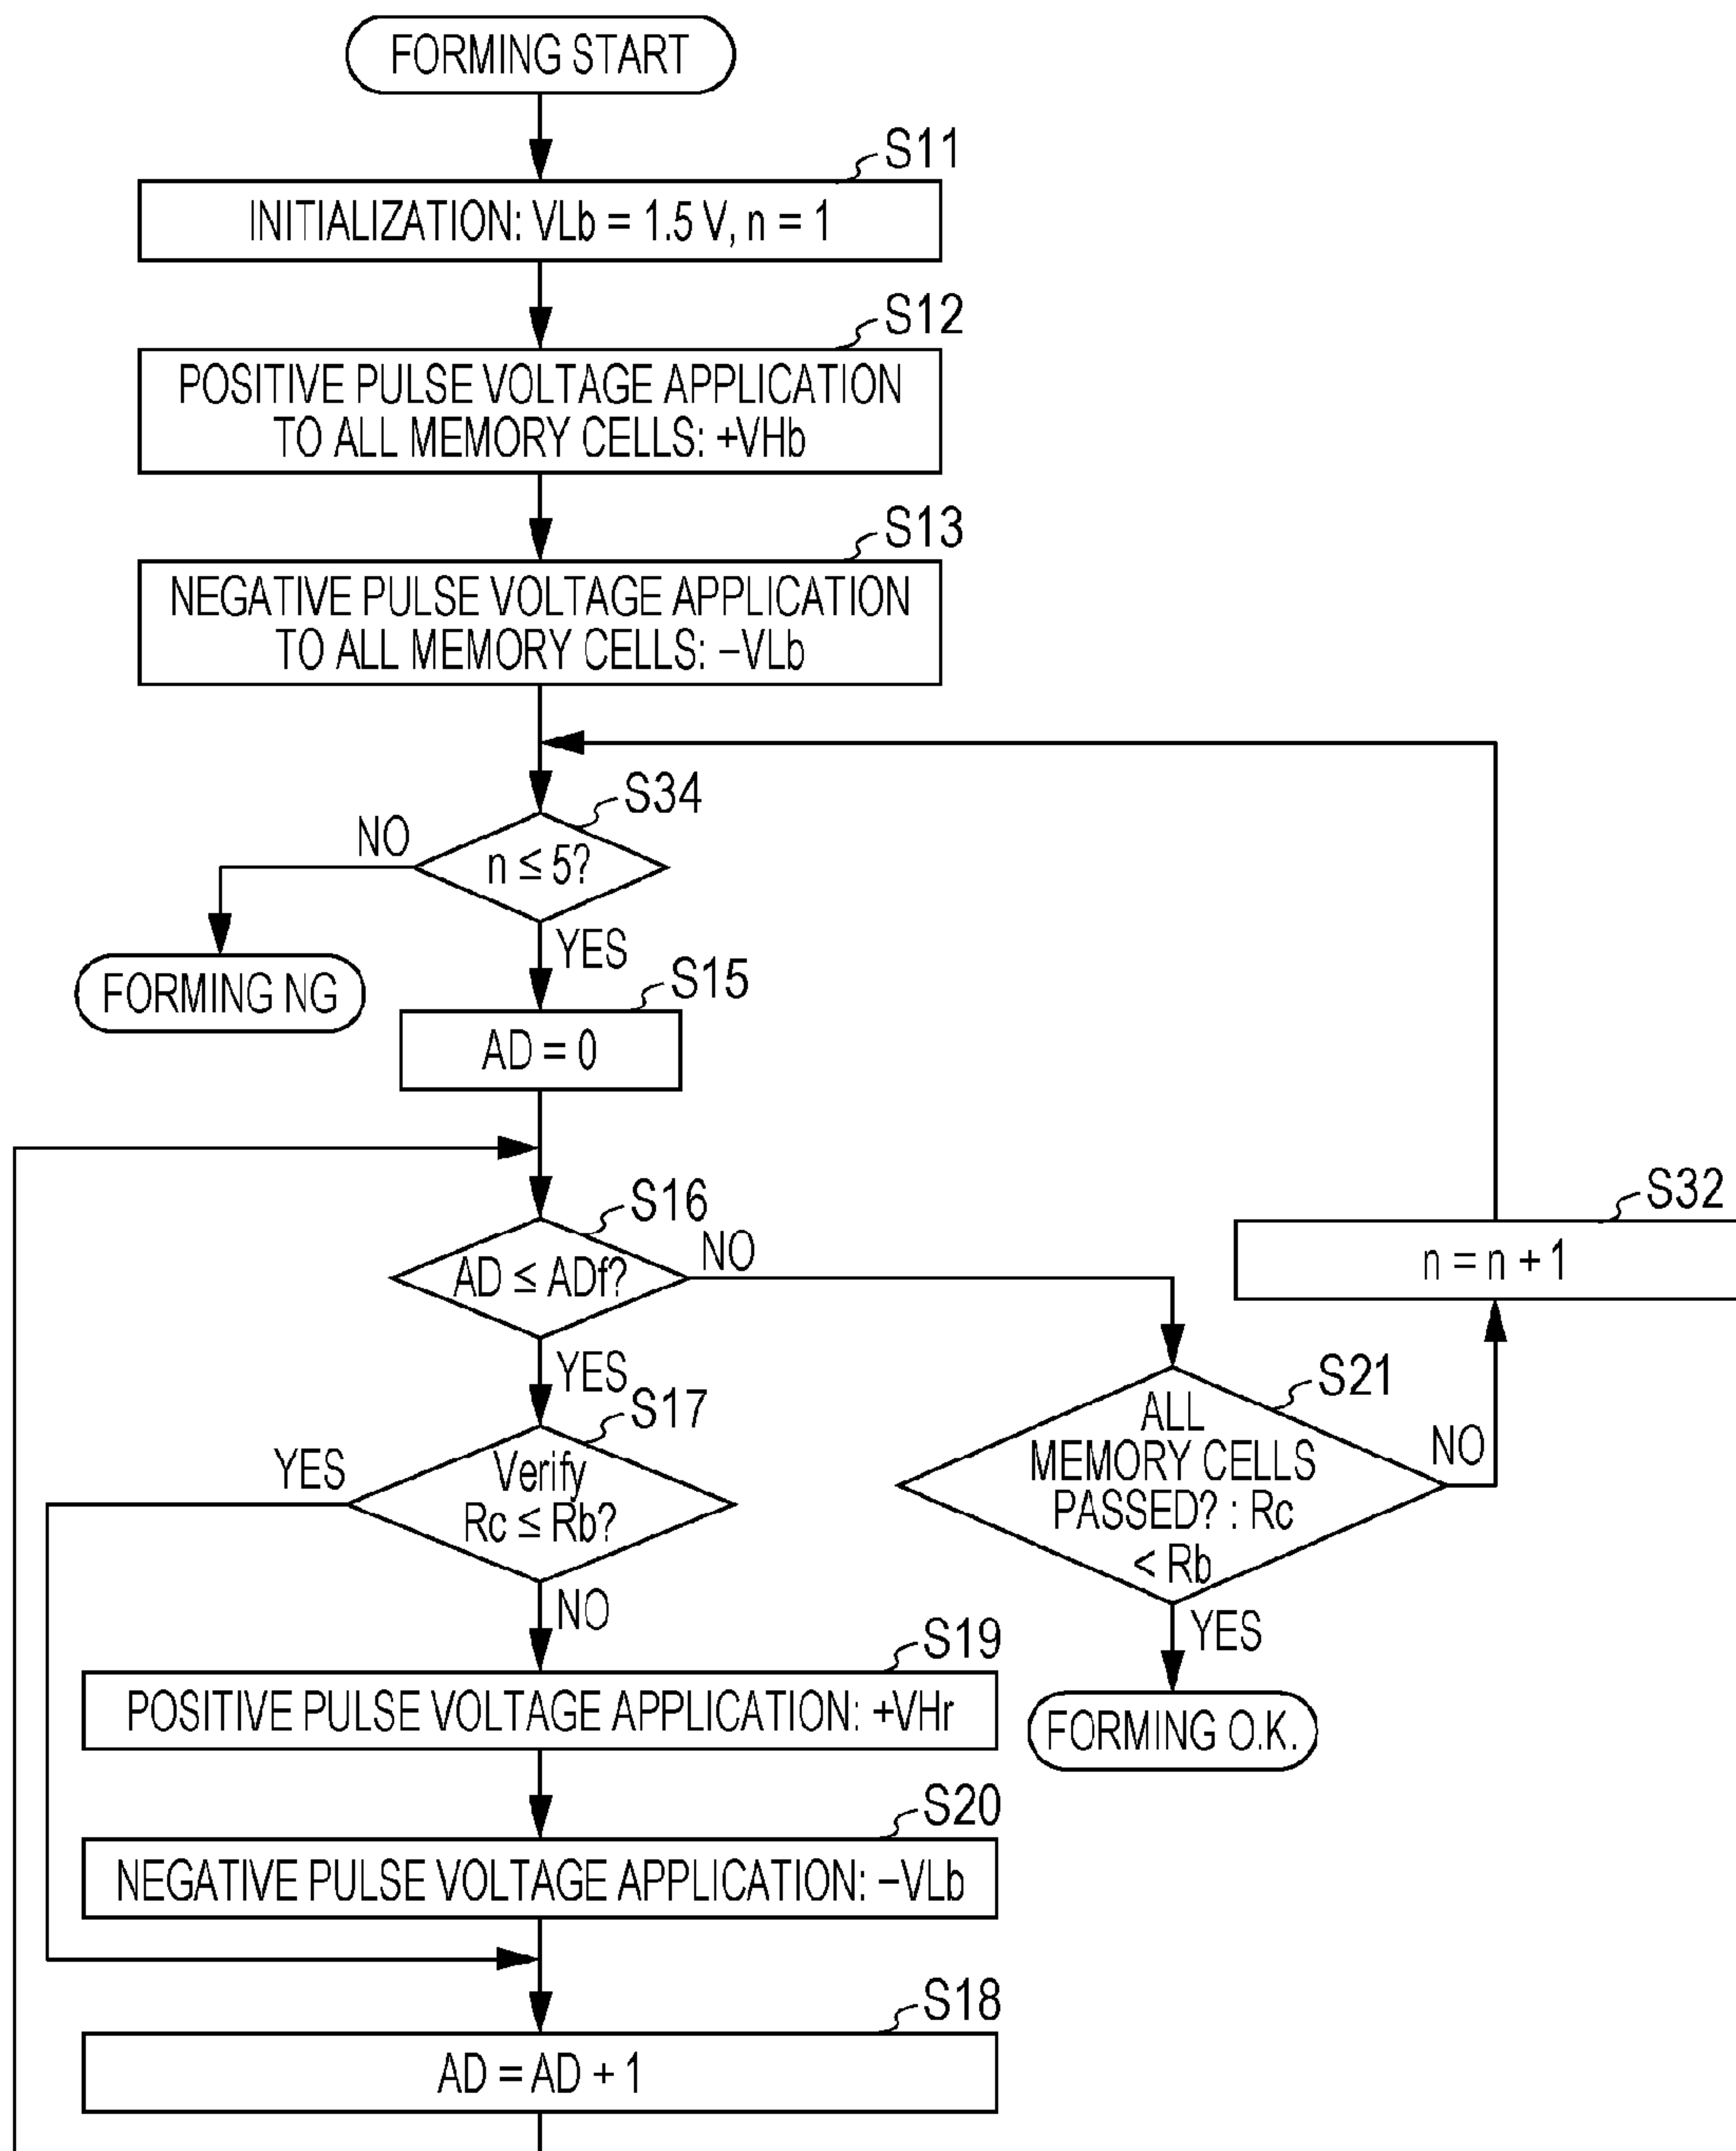 FORMING START
S11
INITIALIZATION: VLb = 1.5 V, n = 1
S12
POSITIVE PULSE VOLTAGE APPLICATION
TO ALL MEMORY CELLS: +VHb
S13
NEGATIVE PULSE VOLTAGE APPLICATION
TO ALL MEMORY CELLS: –VLb
S34
NO
n ≤ 5?
YES
FORMING NG
S15
AD = 0
S16
NO
AD ≤ ADf?
YES
S32
n = n + 1
S17
YES
Verify
Rc ≤ Rb?
NO
S21
ALL
MEMORY CELLS
PASSED? : Rc
< Rb
NO
YES
FORMING O.K.
S19
POSITIVE PULSE VOLTAGE APPLICATION: +VHr
S20
NEGATIVE PULSE VOLTAGE APPLICATION: –VLb
S18
AD = AD + 1